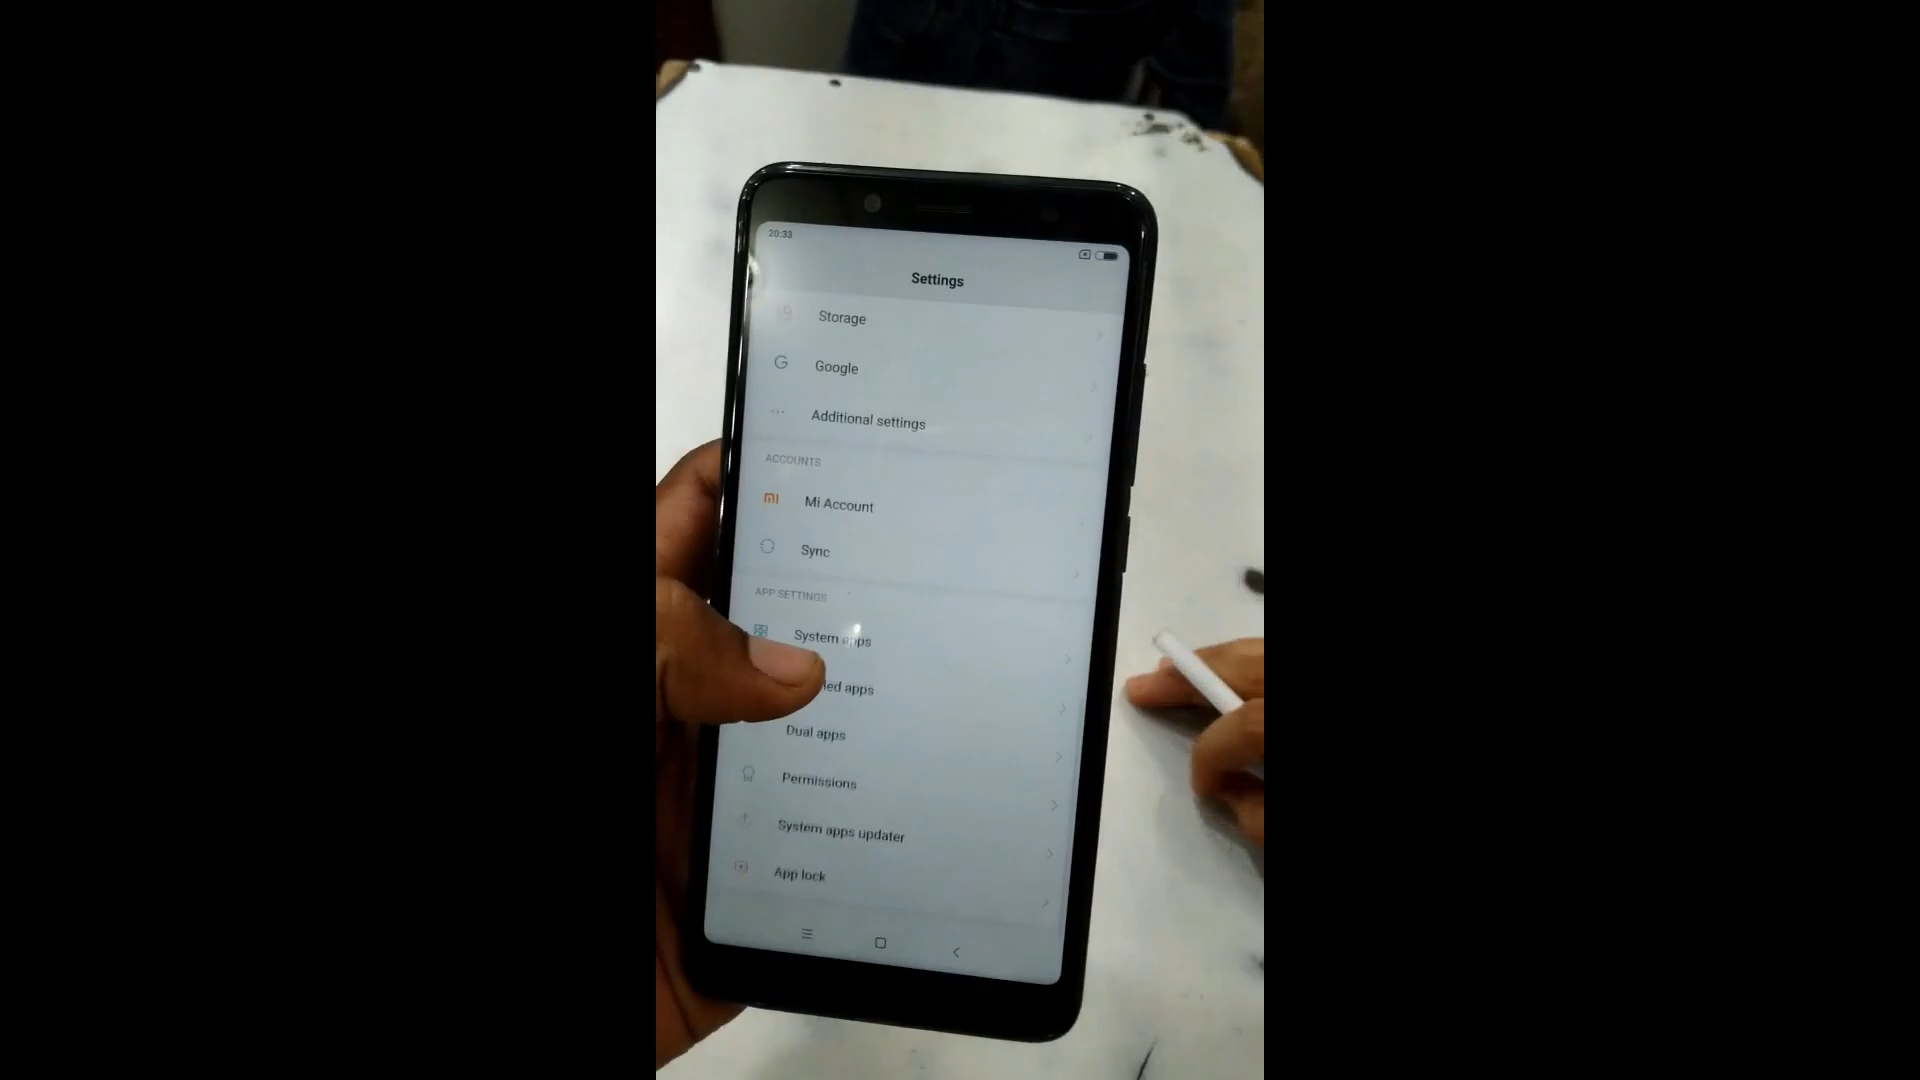 20:33
Settings
Storage
Google
Additional settings
ACCOUNTS
Mi Account
Sync
APP SETTINGS
System apps
led apps
Dual apps
Permissions
System apps updater
App lock